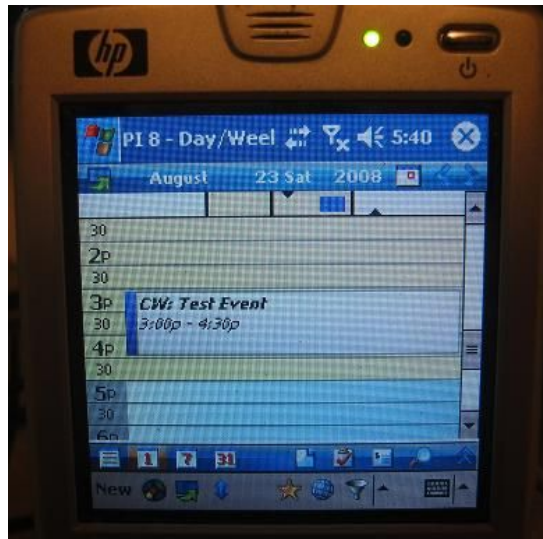 hp
PI 8 - Day/Weel 5:40
August 23 Sat 2008
30
2p
30
3p CW: Test Event
30 3:00p - 4:30p
4p
30
5p
30
6p
1 7 31
New